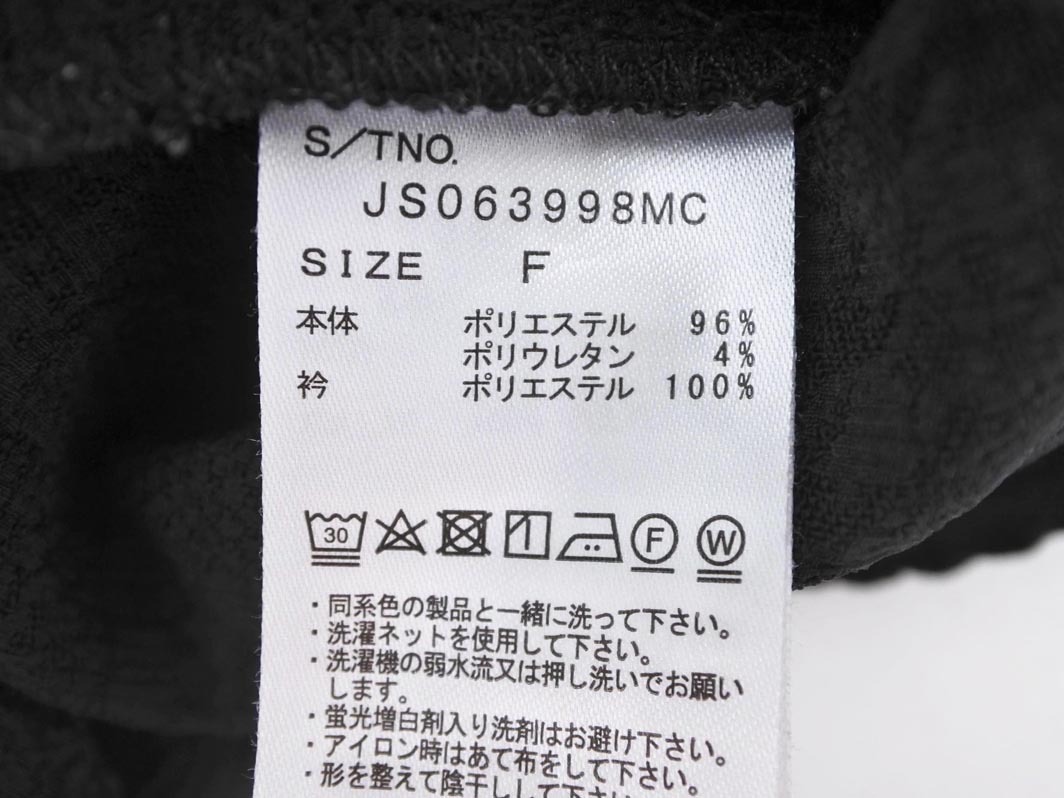 S/TNO.
JS063998MC
SIZE F
本体 ポリエステル 96%
ポリウレタン 4%
衿 ポリエステル 100%
30 F W
・同系色の製品と一緒に洗って下さい。
・洗濯ネットを使用して下さい。
・洗濯機の弱水流又は押し洗いでお願い
します。
・蛍光増白剤入り洗剤はお避け下さい。
・アイロン時はあて布をして下さい。
・形を整えて陰干しして下さい